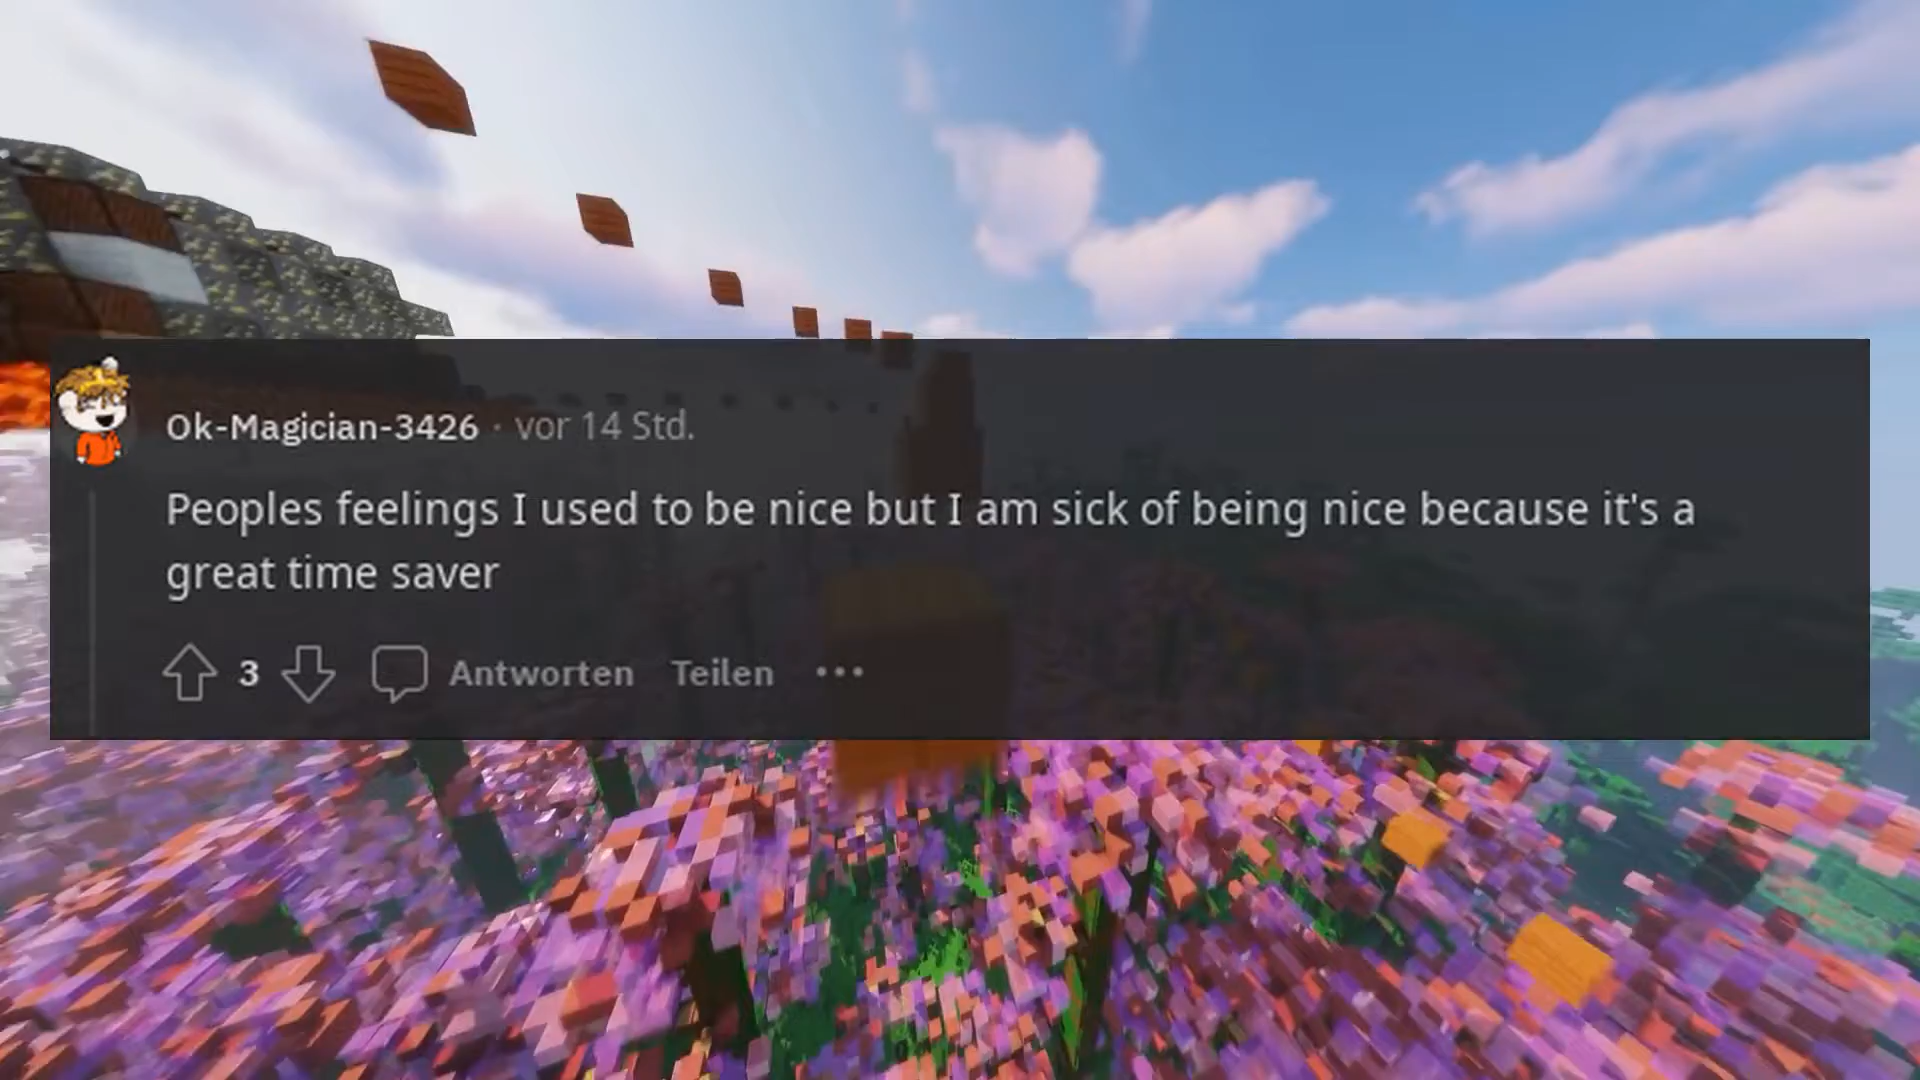 Ok-Magician-3426 · vor 14 Std.
Peoples feelings I used to be nice but I am sick of being nice because it's a
great time saver
3 Antworten Teilen •••